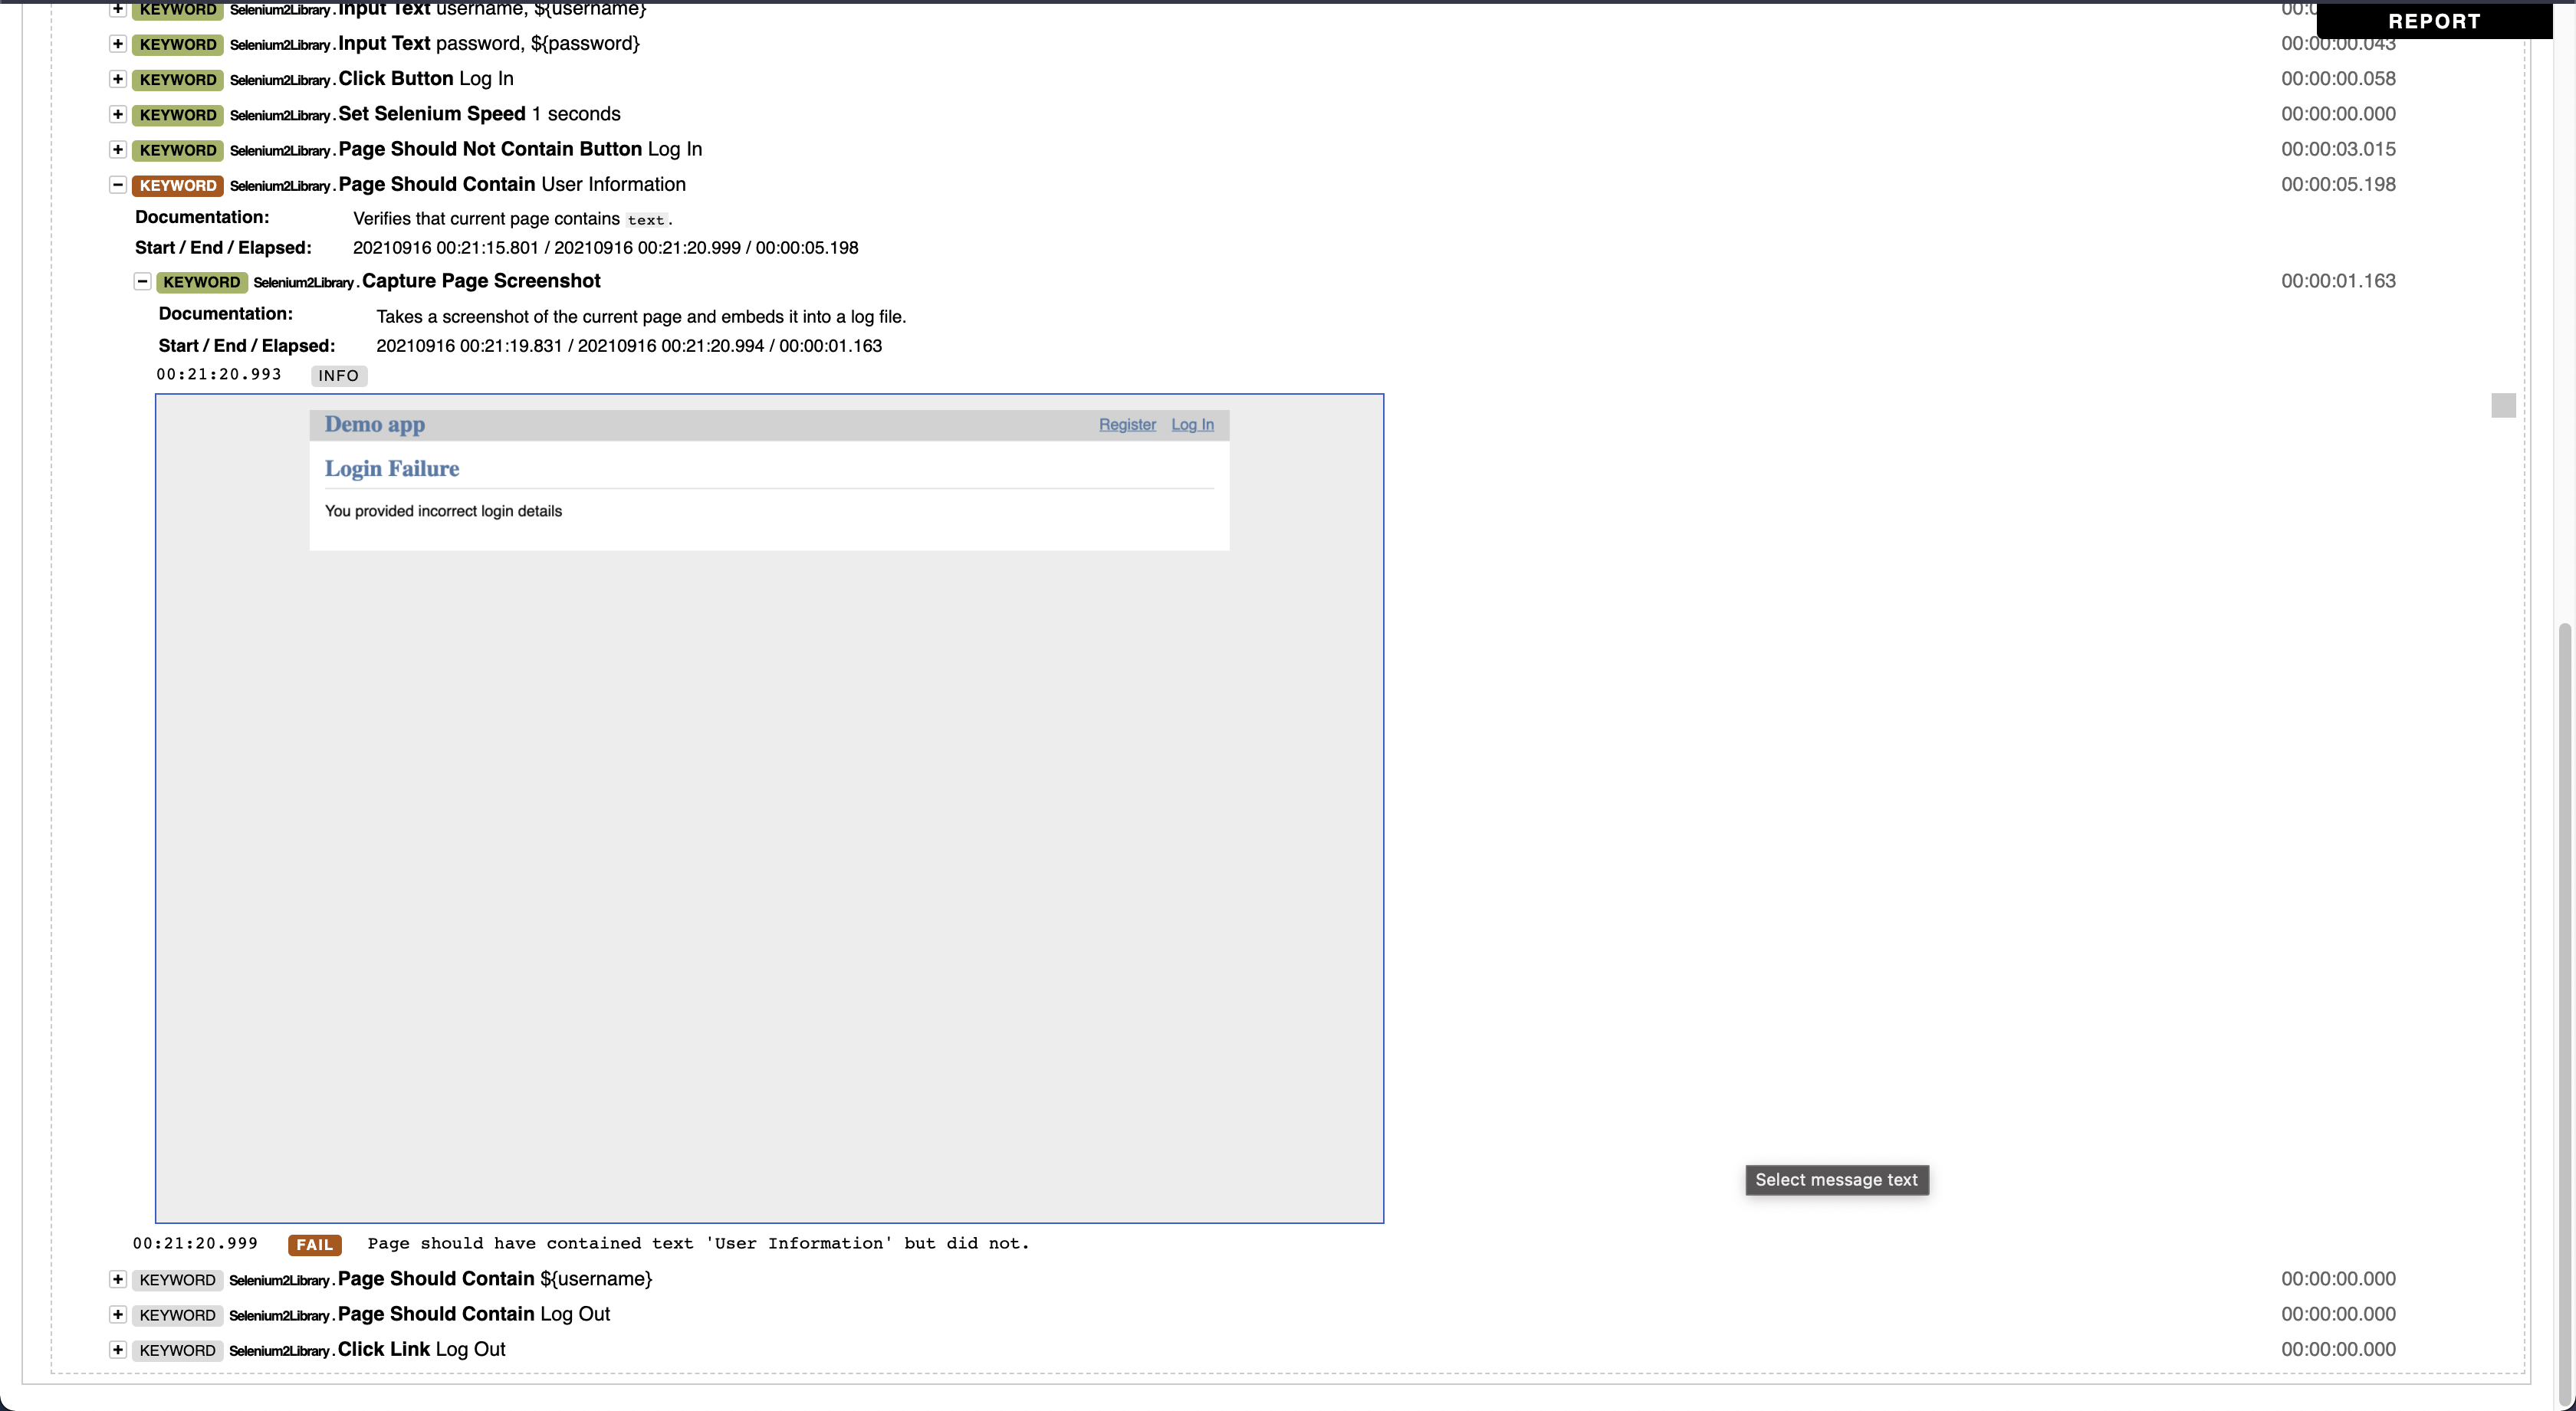 KEYWORD Selenium2Library.Input Text username, ${username}
REPORT
KEYWORD Selenium2Library.Input Text password, ${password} 00:00:00.043
KEYWORD Selenium2Library.Click Button Log In 00:00:00.058
KEYWORD Selenium2Library.Set Selenium Speed 1 seconds 00:00:00.000
KEYWORD Selenium2Library.Page Should Not Contain Button Log In 00:00:03.015
KEYWORD Selenium2Library.Page Should Contain User Information 00:00:05.198
Documentation: Verifies that current page contains text.
Start / End / Elapsed: 20210916 00:21:15.801 / 20210916 00:21:20.999 / 00:00:05.198
KEYWORD Selenium2Library.Capture Page Screenshot 00:00:01.163
Documentation: Takes a screenshot of the current page and embeds it into a log file.
Start / End / Elapsed: 20210916 00:21:19.831 / 20210916 00:21:20.994 / 00:00:01.163
00:21:20.993 INFO
Demo app Register Log In
Login Failure
You provided incorrect login details
Select message text
00:21:20.999 FAIL Page should have contained text 'User Information' but did not.
KEYWORD Selenium2Library.Page Should Contain ${username} 00:00:00.000
KEYWORD Selenium2Library.Page Should Contain Log Out 00:00:00.000
KEYWORD Selenium2Library.Click Link Log Out 00:00:00.000